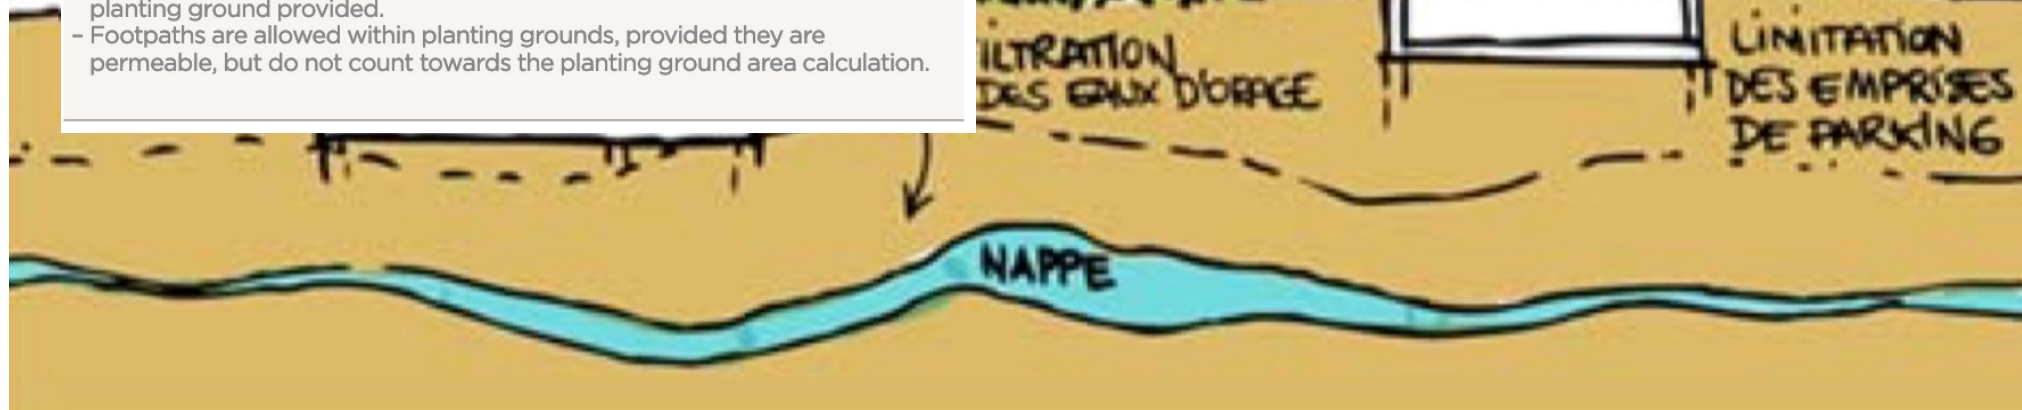 planting ground provided.
– Footpaths are allowed within planting grounds, provided they are
permeable, but do not count towards the planting ground area calculation.
ILTRATION
DES EAUX D'ORAGE
LIMITATION
DES EMPRISES
DE PARKING
NAPPE